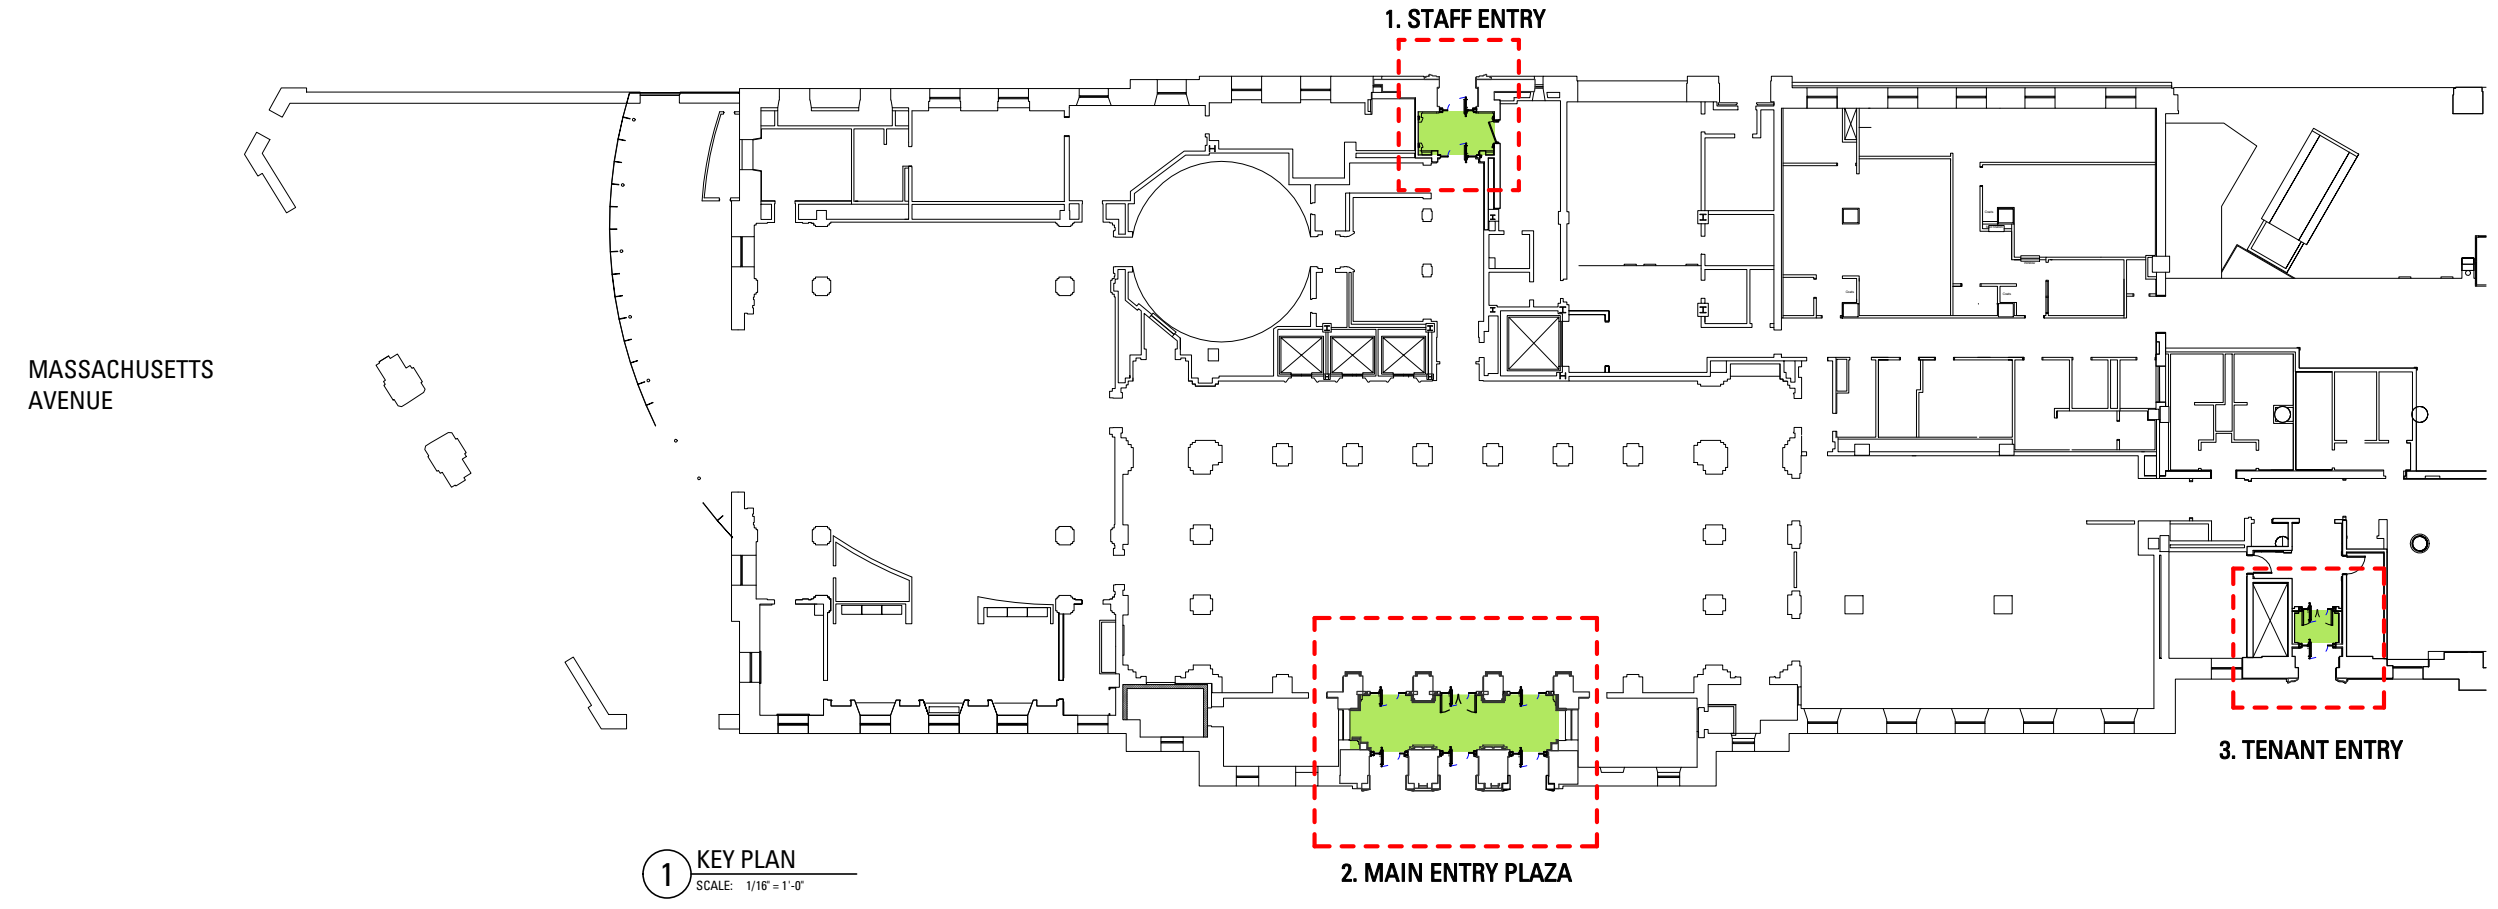 1. STAFF ENTRY
MASSACHUSETTS
AVENUE
3. TENANT ENTRY
2. MAIN ENTRY PLAZA
1
KEY PLAN
SCALE: 1/16" = 1'-0"